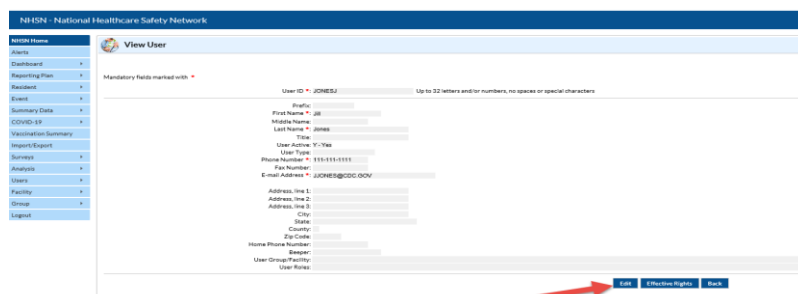 NHSN - National Healthcare Safety Network
NHSN Home
Alerts
Dashboard
Reporting Plan
Resident
Event
Summary Data
COVID-19
Vaccination Summary
Import/Export
Surveys
Analysis
Users
Facility
Group
Logout
View User
Mandatory fields marked with *
User ID *: JONESJ Up to 32 letters and/or numbers, no spaces or special characters
Prefix:
First Name *: Jill
Middle Name:
Last Name *: Jones
Title:
User Active: Y - Yes
User Type:
Phone Number *: 111-111-1111
Fax Number:
E-mail Address *: JJONES@CDC.GOV
Address, line 1:
Address, line 2:
Address, line 3:
City:
State:
County:
Zip Code:
Home Phone Number:
Beeper:
User Group/Facility:
User Roles:
Edit Effective Rights Back